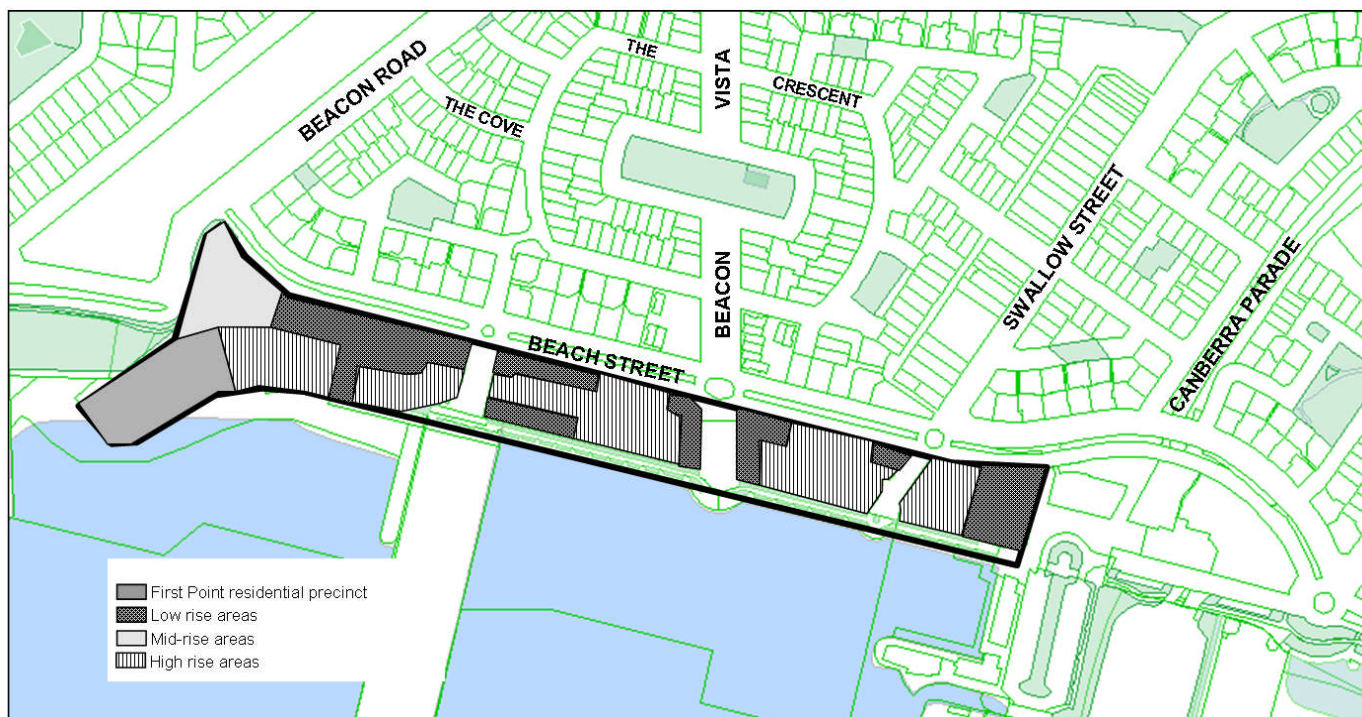 THE
VISTA
BEACON ROAD
CRESCENT
THE COVE
SWALLOW STREET
CANBERRA PARADE
BEACON
BEACH STREET
First Point residential precinct
Low rise areas
Mid-rise areas
High rise areas